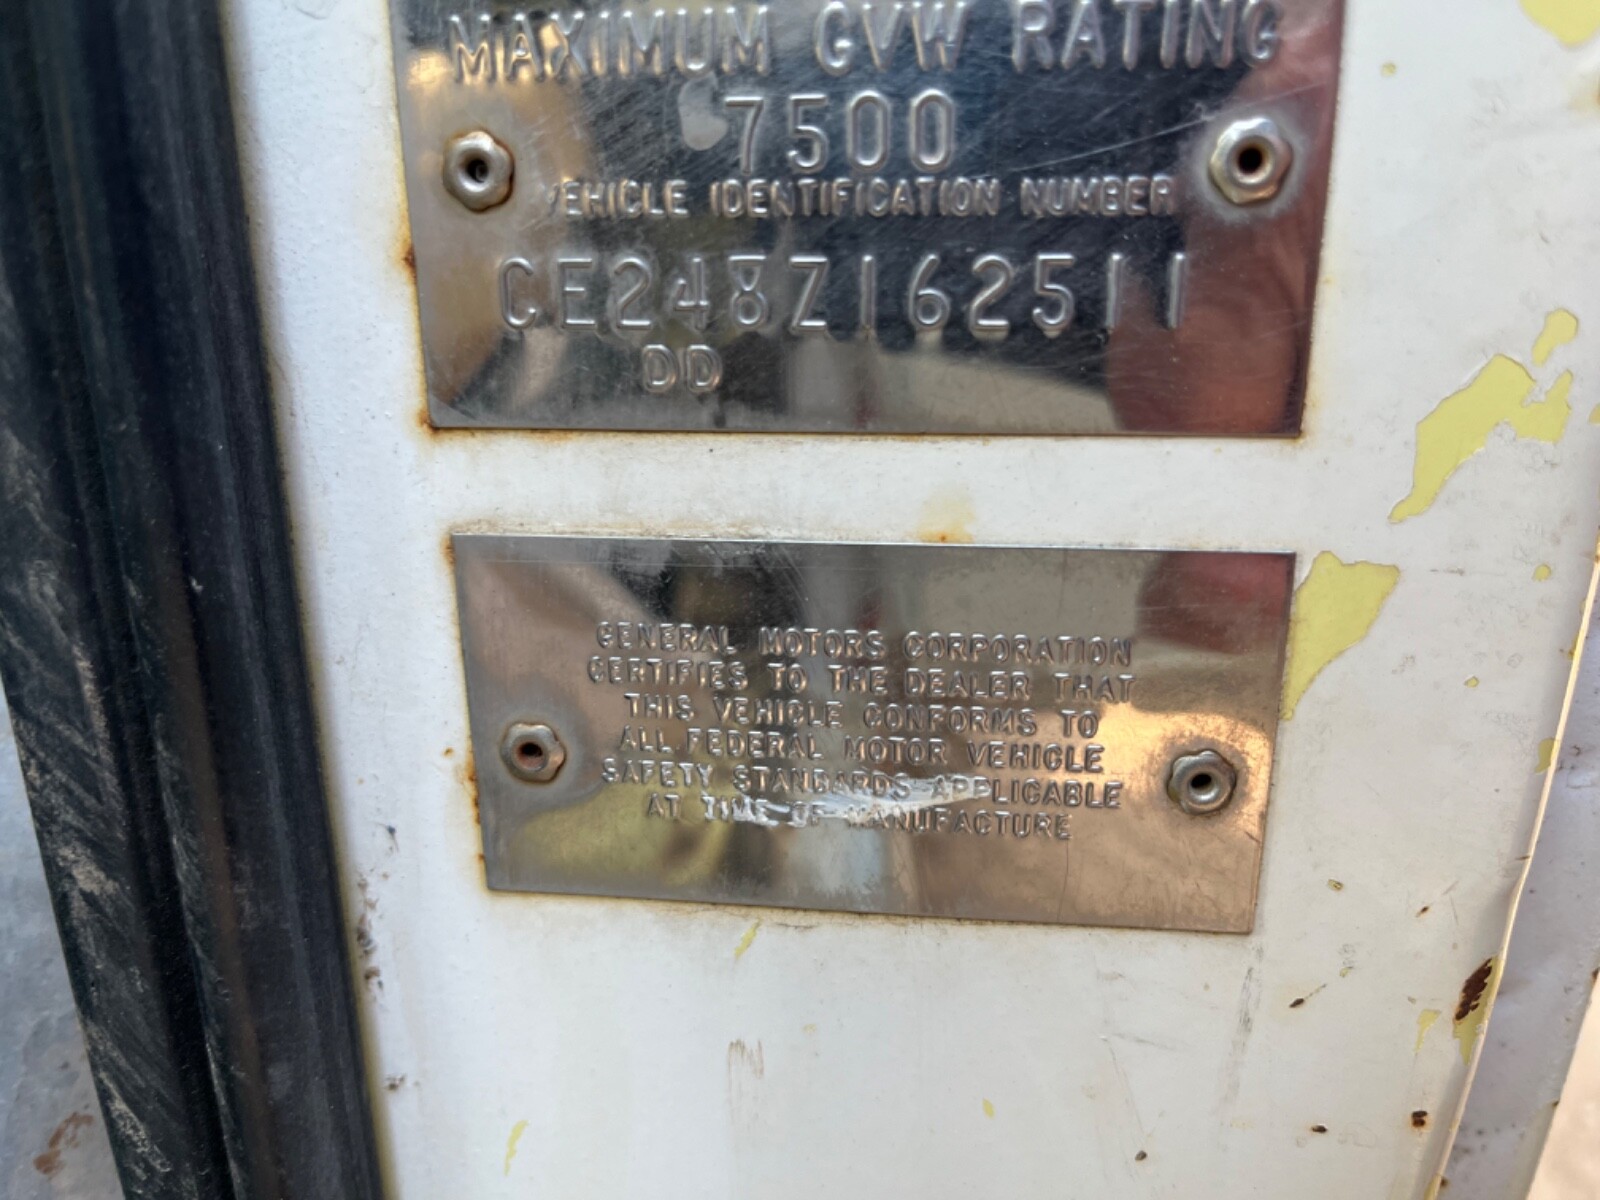 MAXIMUM GVW RATING
7500
VEHICLE IDENTIFICATION NUMBER
CE248Z162511
DD
GENERAL MOTORS CORPORATION
CERTIFIES TO THE DEALER THAT
THIS VEHICLE CONFORMS TO
ALL FEDERAL MOTOR VEHICLE
SAFETY STANDARDS APPLICABLE
AT TIME OF MANUFACTURE